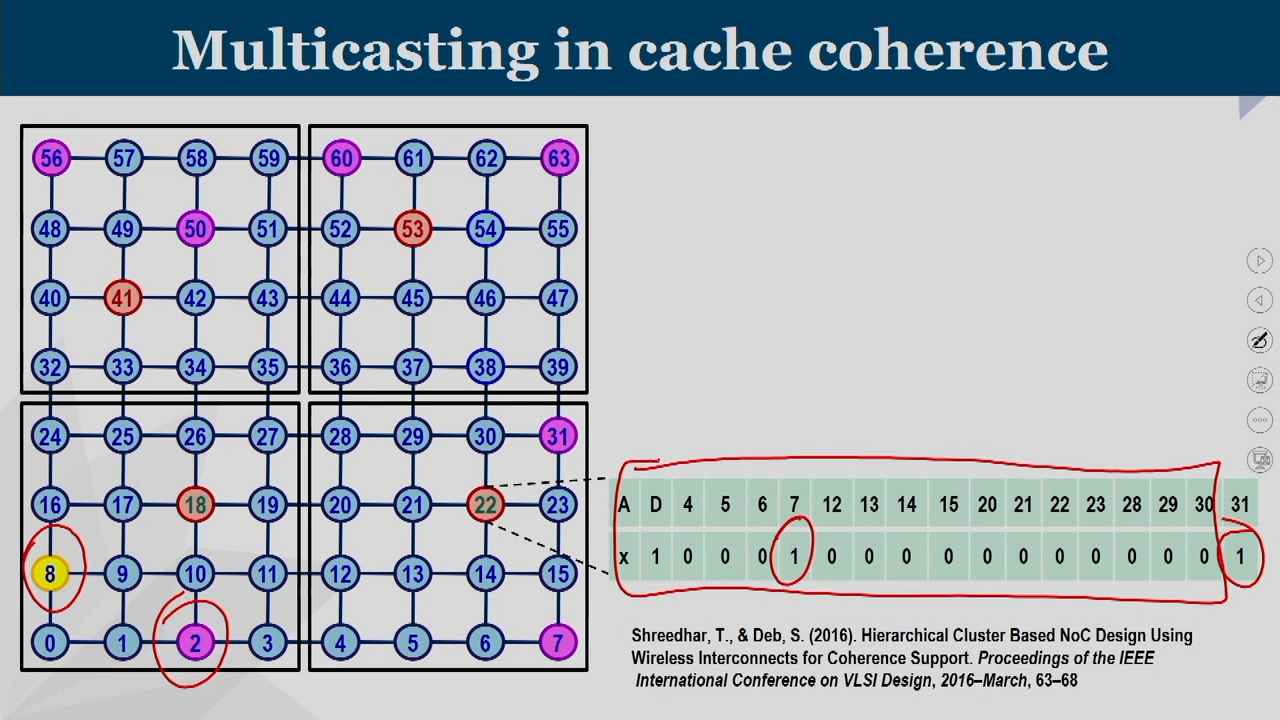 Multicasting in cache coherence
56 57 58 59 60 61 62 63
48 49 50 51 52 53 54 55
40 41 42 43 44 45 46 47
32 33 34 35 36 37 38 39
24 25 26 27 28 29 30 31
16 17 18 19 20 21 22 23
8 9 10 11 12 13 14 15
0 1 2 3 4 5 6 7
A D 4 5 6 7 12 13 14 15 20 21 22 23 28 29 30 31
x 1 0 0 0 1 0 0 0 0 0 0 0 0 0 0 0 1
Shreedhar, T., & Deb, S. (2016). Hierarchical Cluster Based NoC Design Using
Wireless Interconnects for Coherence Support. Proceedings of the IEEE
International Conference on VLSI Design, 2016–March, 63–68